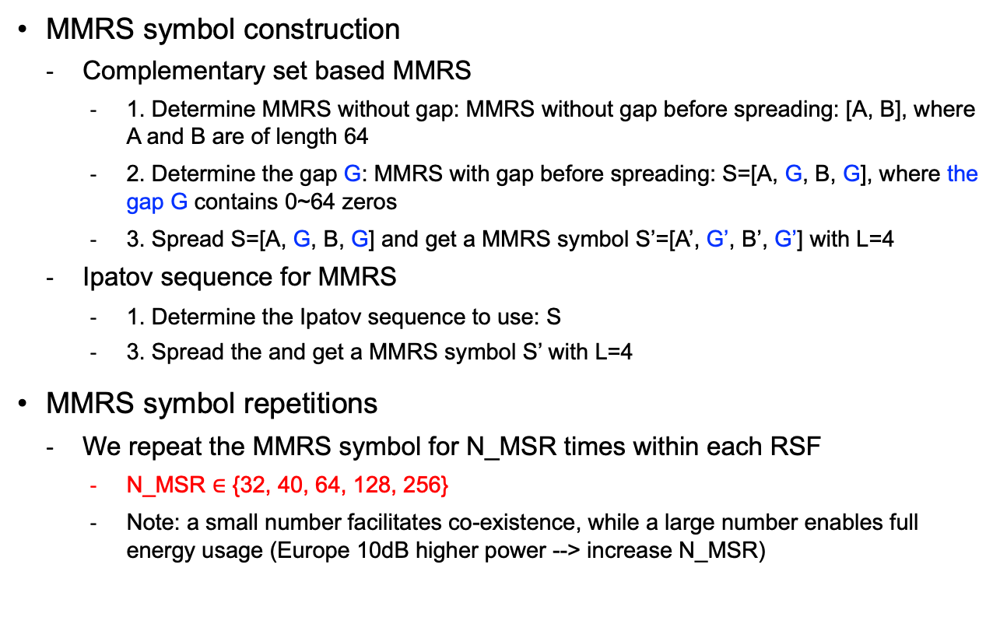 • MMRS symbol construction
- Complementary set based MMRS
- 1. Determine MMRS without gap: MMRS without gap before spreading: [A, B], where
A and B are of length 64
- 2. Determine the gap G: MMRS with gap before spreading: S=[A, G, B, G], where the
gap G contains 0~64 zeros
- 3. Spread S=[A, G, B, G] and get a MMRS symbol S’=[A’, G’, B’, G’] with L=4
- Ipatov sequence for MMRS
- 1. Determine the Ipatov sequence to use: S
- 3. Spread the and get a MMRS symbol S’ with L=4
• MMRS symbol repetitions
- We repeat the MMRS symbol for N_MSR times within each RSF
- N_MSR ∈ {32, 40, 64, 128, 256}
- Note: a small number facilitates co-existence, while a large number enables full
energy usage (Europe 10dB higher power --> increase N_MSR)